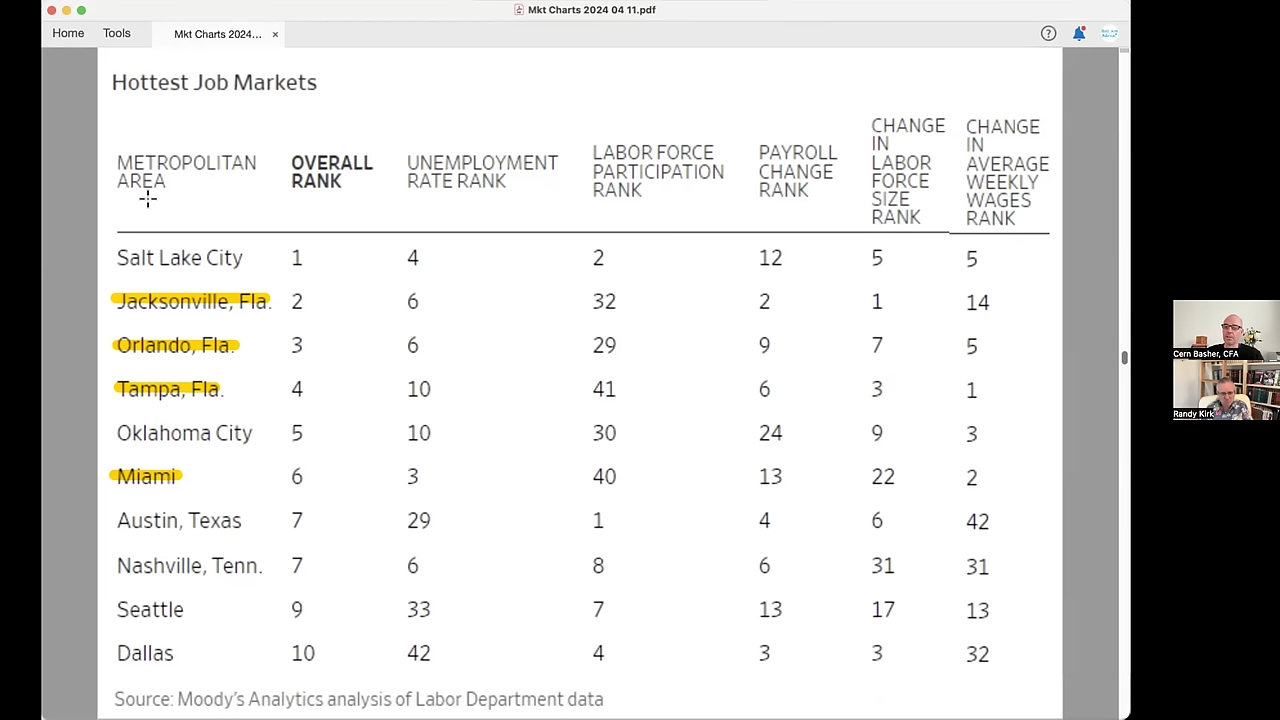 Mkt Charts 2024 04 11.pdf
Home Tools Mkt Charts 2024... ×
Hottest Job Markets
METROPOLITAN AREA OVERALL RANK UNEMPLOYMENT RATE RANK LABOR FORCE PARTICIPATION RANK PAYROLL CHANGE RANK CHANGE IN LABOR FORCE SIZE RANK CHANGE IN AVERAGE WEEKLY WAGES RANK
Salt Lake City 1 4 2 12 5 5
Jacksonville, Fla. 2 6 32 2 1 14
Orlando, Fla. 3 6 29 9 7 5
Tampa, Fla. 4 10 41 6 3 1
Oklahoma City 5 10 30 24 9 3
Miami 6 3 40 13 22 2
Austin, Texas 7 29 1 4 6 42
Nashville, Tenn. 7 6 8 6 31 31
Seattle 9 33 7 13 17 13
Dallas 10 42 4 3 3 32
Source: Moody's Analytics analysis of Labor Department data
Cern Basher, CFA
Randy Kirk